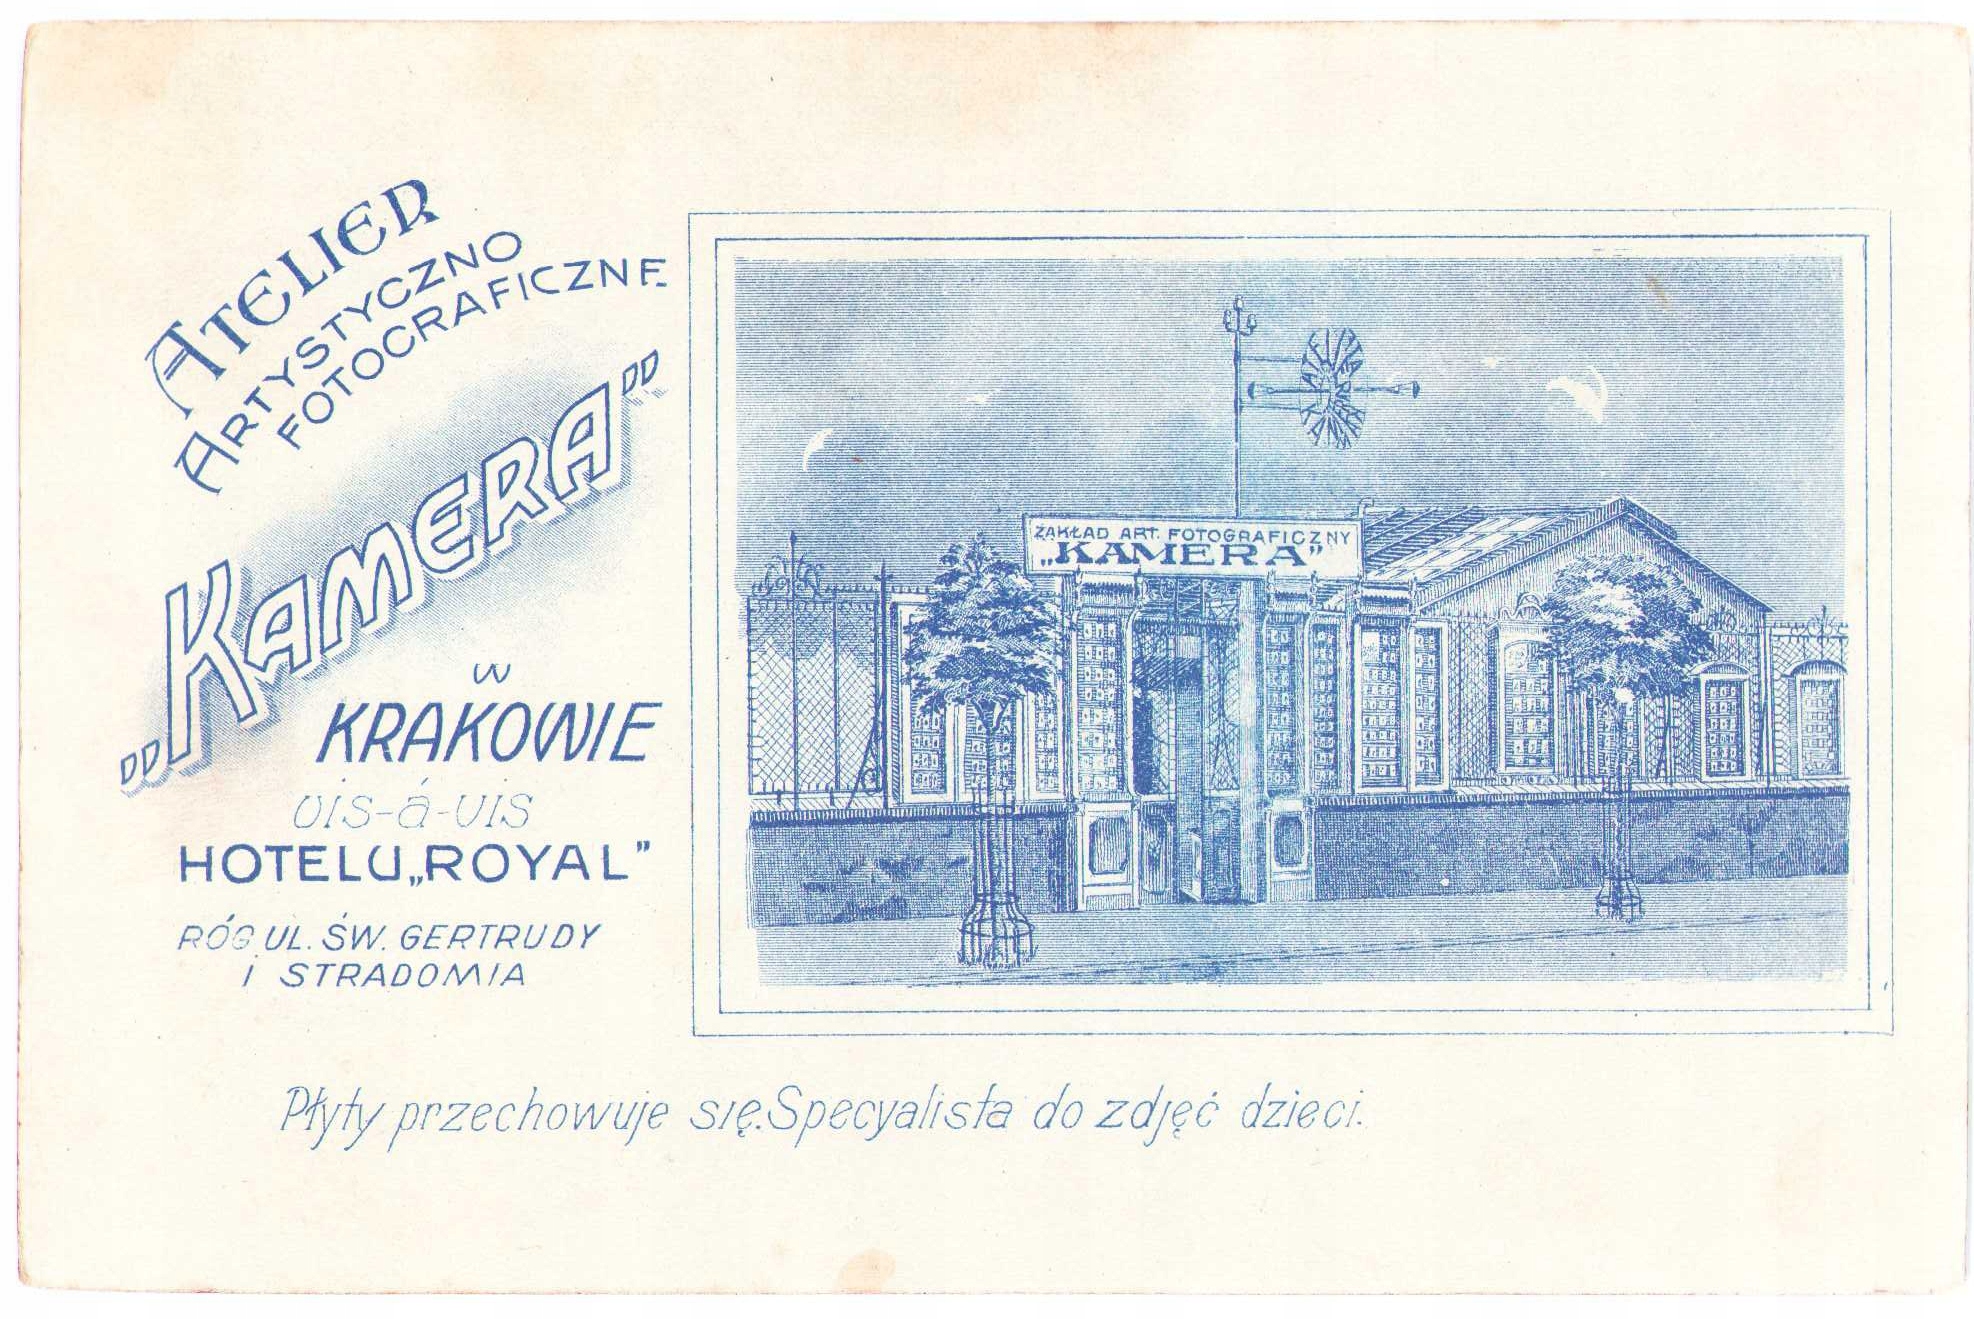 ATELIER
ARTYSTYCZNO
FOTOGRAFICZNE
„KAMERA”
W
KRAKOWIE
vis-á-vis
HOTELU „ROYAL”
RÓG UL. ŚW. GERTRUDY
I STRADOMIA
ZAKŁAD ART. FOTOGRAFICZNY
„KAMERA”
Płyty przechowuje się. Specyalista do zdjęć dzieci.